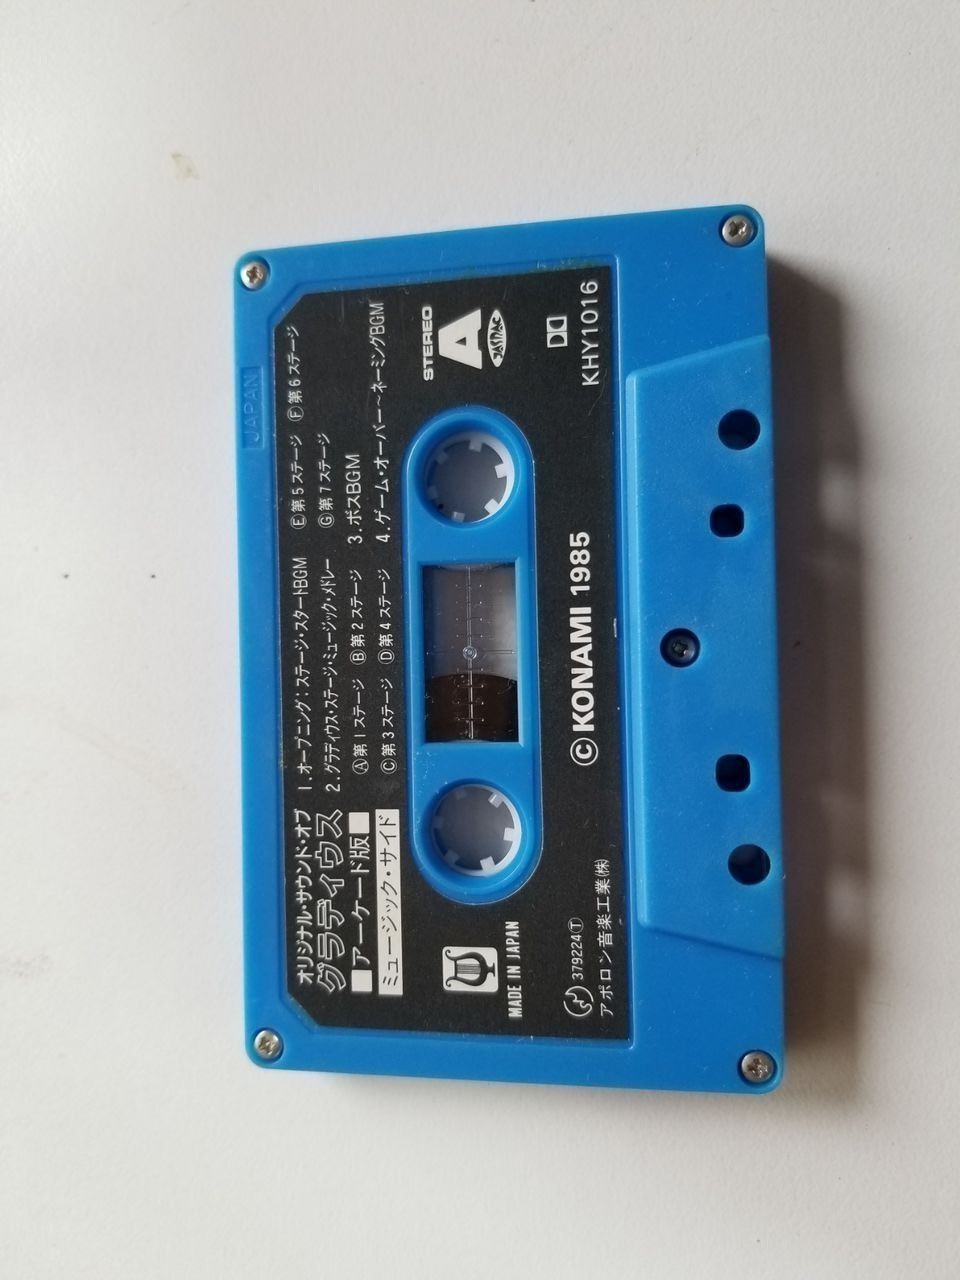 JAPAN
オリジナル・サウンド・オブ
グラディウス
■アーケード版■
ミュージック・サイド
1.オープニング:ステージ・スタートBGM
2.グラディウス・ステージ・ミュージック・メドレー
Ⓐ第1ステージ Ⓑ第2ステージ
Ⓒ第3ステージ Ⓓ第4ステージ
Ⓔ第5ステージ Ⓕ第6ステージ
Ⓖ第7ステージ
3.ボスBGM
4.ゲーム・オーバー〜ネーミングBGM
STEREO
A
JASRAC
MADE IN JAPAN
379224Ⓣ
アポロン音楽工業㈱
©KONAMI 1985
KHY1016